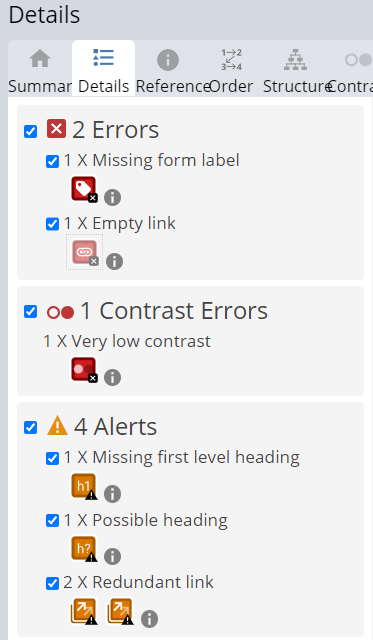 Details
Summar Details Reference Order Structure Contra
2 Errors
1 X Missing form label
1 X Empty link
1 Contrast Errors
1 X Very low contrast
4 Alerts
1 X Missing first level heading
h1
1 X Possible heading
h?
2 X Redundant link